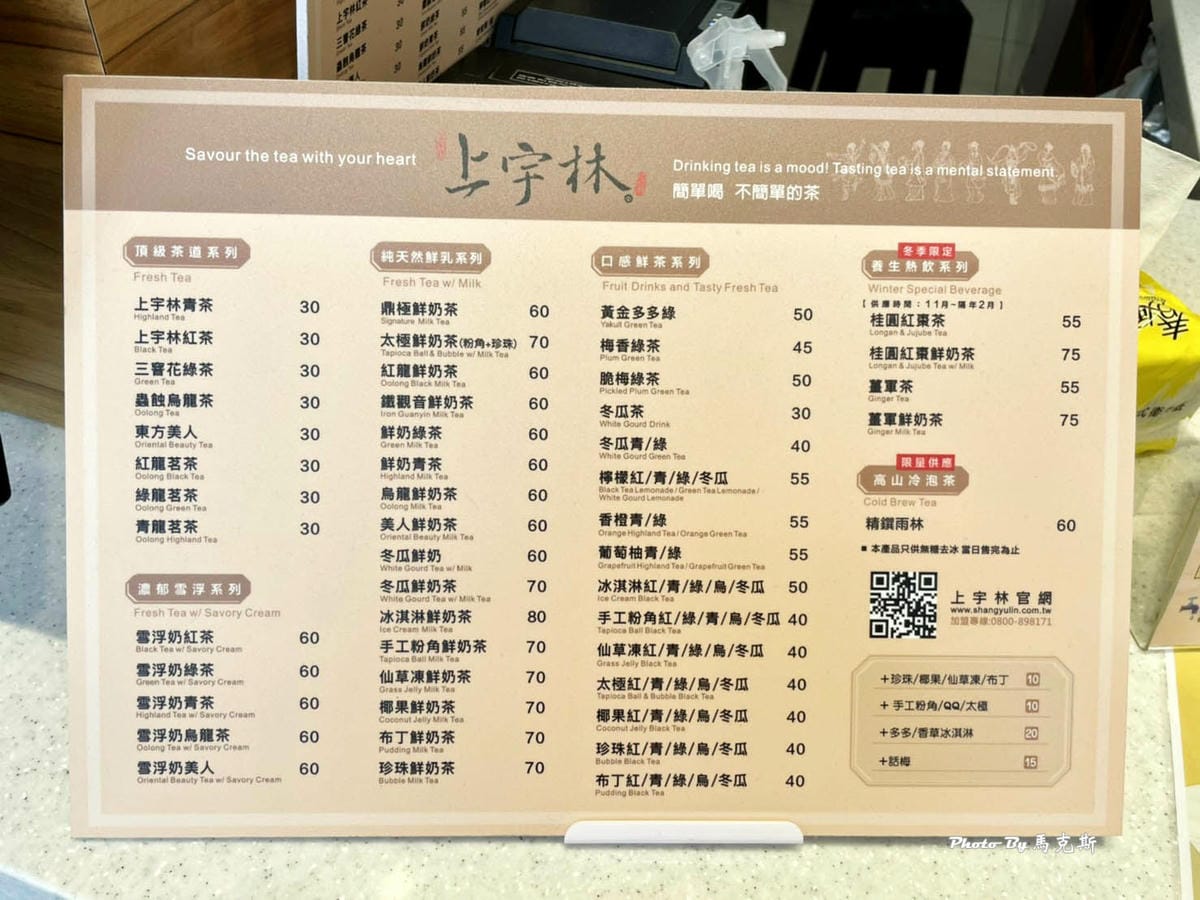 上宇林紅茶 30
三窨花綠茶 30
蟲蝕烏龍茶 30
Savour the tea with your heart
上宇林
Drinking tea is a mood! Tasting tea is a mental statement
簡單喝 不簡單的茶
頂級茶道系列
Fresh Tea
上宇林青茶 30
Highland Tea
上宇林紅茶 30
Black Tea
三窨花綠茶 30
Green Tea
蟲蝕烏龍茶 30
Oolong Tea
東方美人 30
Oriental Beauty Tea
紅龍茗茶 30
Oolong Black Tea
綠龍茗茶 30
Oolong Green Tea
青龍茗茶 30
Oolong Highland Tea
濃郁雪浮系列
Fresh Tea w/ Savory Cream
雪浮奶紅茶 60
Black Tea w/ Savory Cream
雪浮奶綠茶 60
Green Tea w/ Savory Cream
雪浮奶青茶 60
Highland Tea w/ Savory Cream
雪浮奶烏龍茶 60
Oolong Tea w/ Savory Cream
雪浮奶美人 60
Oriental Beauty Tea w/ Savory Cream
純天然鮮乳系列
Fresh Tea w/ Milk
鼎極鮮奶茶 60
Signature Milk Tea
太極鮮奶茶(粉角+珍珠) 70
Tapioca Ball & Bubble w/ Milk Tea
紅龍鮮奶茶 60
Oolong Black Milk Tea
鐵觀音鮮奶茶 60
Iron Guanyin Milk Tea
鮮奶綠茶 60
Green Milk Tea
鮮奶青茶 60
Highland Milk Tea
烏龍鮮奶茶 60
Oolong Milk Tea
美人鮮奶茶 60
Oriental Beauty Milk Tea
冬瓜鮮奶 60
White Gourd Tea w/ Milk
冬瓜鮮奶茶 70
White Gourd Tea w/ Milk Tea
冰淇淋鮮奶茶 80
Ice Cream Milk Tea
手工粉角鮮奶茶 70
Tapioca Ball Milk Tea
仙草凍鮮奶茶 70
Grass Jelly Milk Tea
椰果鮮奶茶 70
Coconut Jelly Milk Tea
布丁鮮奶茶 70
Pudding Milk Tea
珍珠鮮奶茶 70
Bubble Milk Tea
口感鮮茶系列
Fruit Drinks and Tasty Fresh Tea
黃金多多綠 50
Yakult Green Tea
梅香綠茶 45
Plum Green Tea
脆梅綠茶 50
Pickled Plum Green Tea
冬瓜茶 30
White Gourd Drink
冬瓜青/綠 40
White Gourd Green Tea
檸檬紅/青/綠/冬瓜 55
Black Tea Lemonade / Green Tea Lemonade /
White Gourd Lemonade
香橙青/綠 55
Orange Highland Tea / Orange Green Tea
葡萄柚青/綠 55
Grapefruit Highland Tea / Grapefruit Green Tea
冰淇淋紅/青/綠/烏/冬瓜 50
Ice Cream Black Tea
手工粉角紅/綠/青/烏/冬瓜 40
Tapioca Ball Black Tea
仙草凍紅/青/綠/烏/冬瓜 40
Grass Jelly Black Tea
太極紅/青/綠/烏/冬瓜 40
Tapioca Ball & Bubble Black Tea
椰果紅/青/綠/烏/冬瓜 40
Coconut Jelly Black Tea
珍珠紅/青/綠/烏/冬瓜 40
Bubble Black Tea
布丁紅/青/綠/烏/冬瓜 40
Pudding Black Tea
冬季限定
養生熱飲系列
Winter Special Beverage
【供應時間：11月~隔年2月】
桂圓紅棗茶 55
Longan & Jujube Tea
桂圓紅棗鮮奶茶 75
Longan & Jujube Tea w/ Milk
薑軍茶 55
Ginger Tea
薑軍鮮奶茶 75
Ginger Milk Tea
限量供應
高山冷泡茶
Cold Brew Tea
精鐉雨林 60
■ 本產品只供無糖去冰 當日售完為止
上宇林官網
www.shangyulin.com.tw
加盟專線:0800-898171
+珍珠/椰果/仙草凍/布丁 10
+ 手工粉角/QQ/太極 10
+多多/香草冰淇淋 20
+話梅 15
Photo By 馬克斯